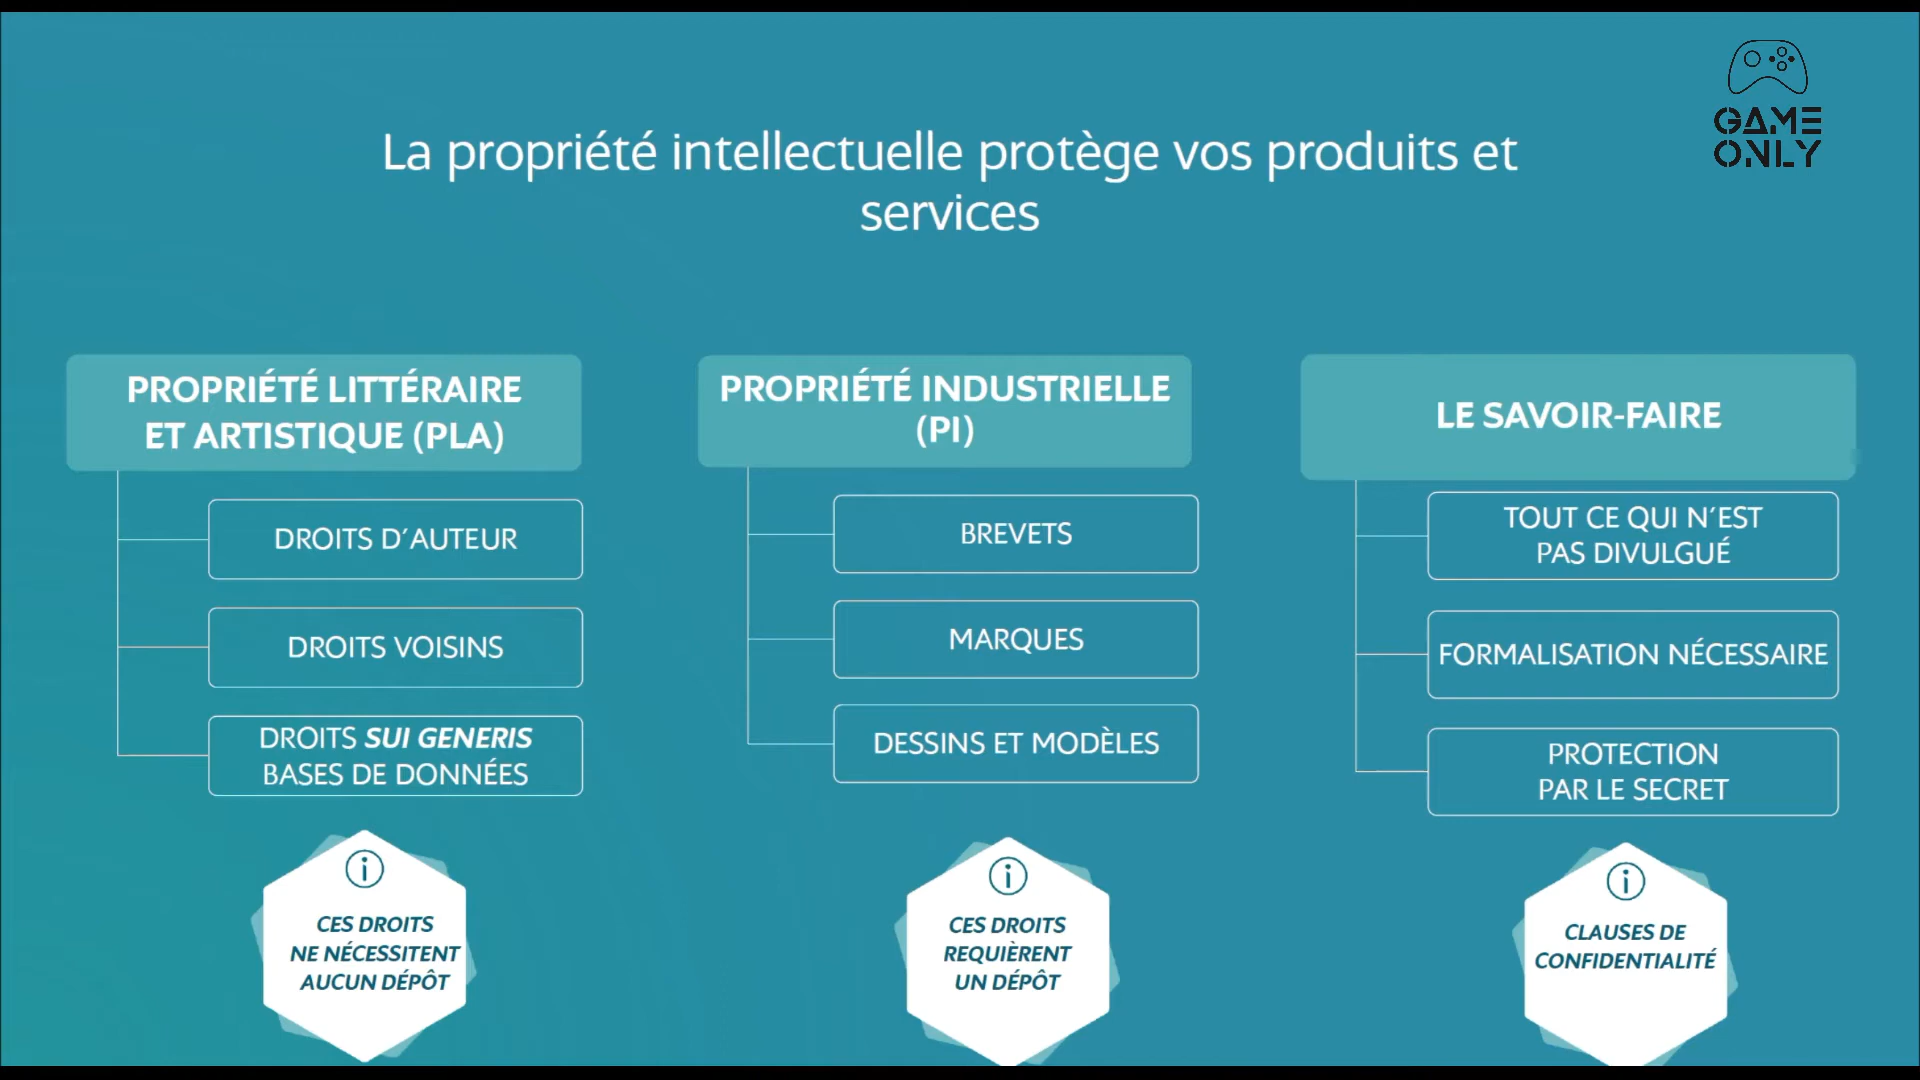 GAME
ONLY
La propriété intellectuelle protège vos produits et
services
PROPRIÉTÉ LITTÉRAIRE
ET ARTISTIQUE (PLA)
DROITS D'AUTEUR
DROITS VOISINS
DROITS SUI GENERIS
BASES DE DONNÉES
CES DROITS
NE NÉCESSITENT
AUCUN DÉPÔT
PROPRIÉTÉ INDUSTRIELLE
(PI)
BREVETS
MARQUES
DESSINS ET MODÈLES
CES DROITS
REQUIÈRENT
UN DÉPÔT
LE SAVOIR-FAIRE
TOUT CE QUI N'EST
PAS DIVULGUÉ
FORMALISATION NÉCESSAIRE
PROTECTION
PAR LE SECRET
CLAUSES DE
CONFIDENTIALITÉ